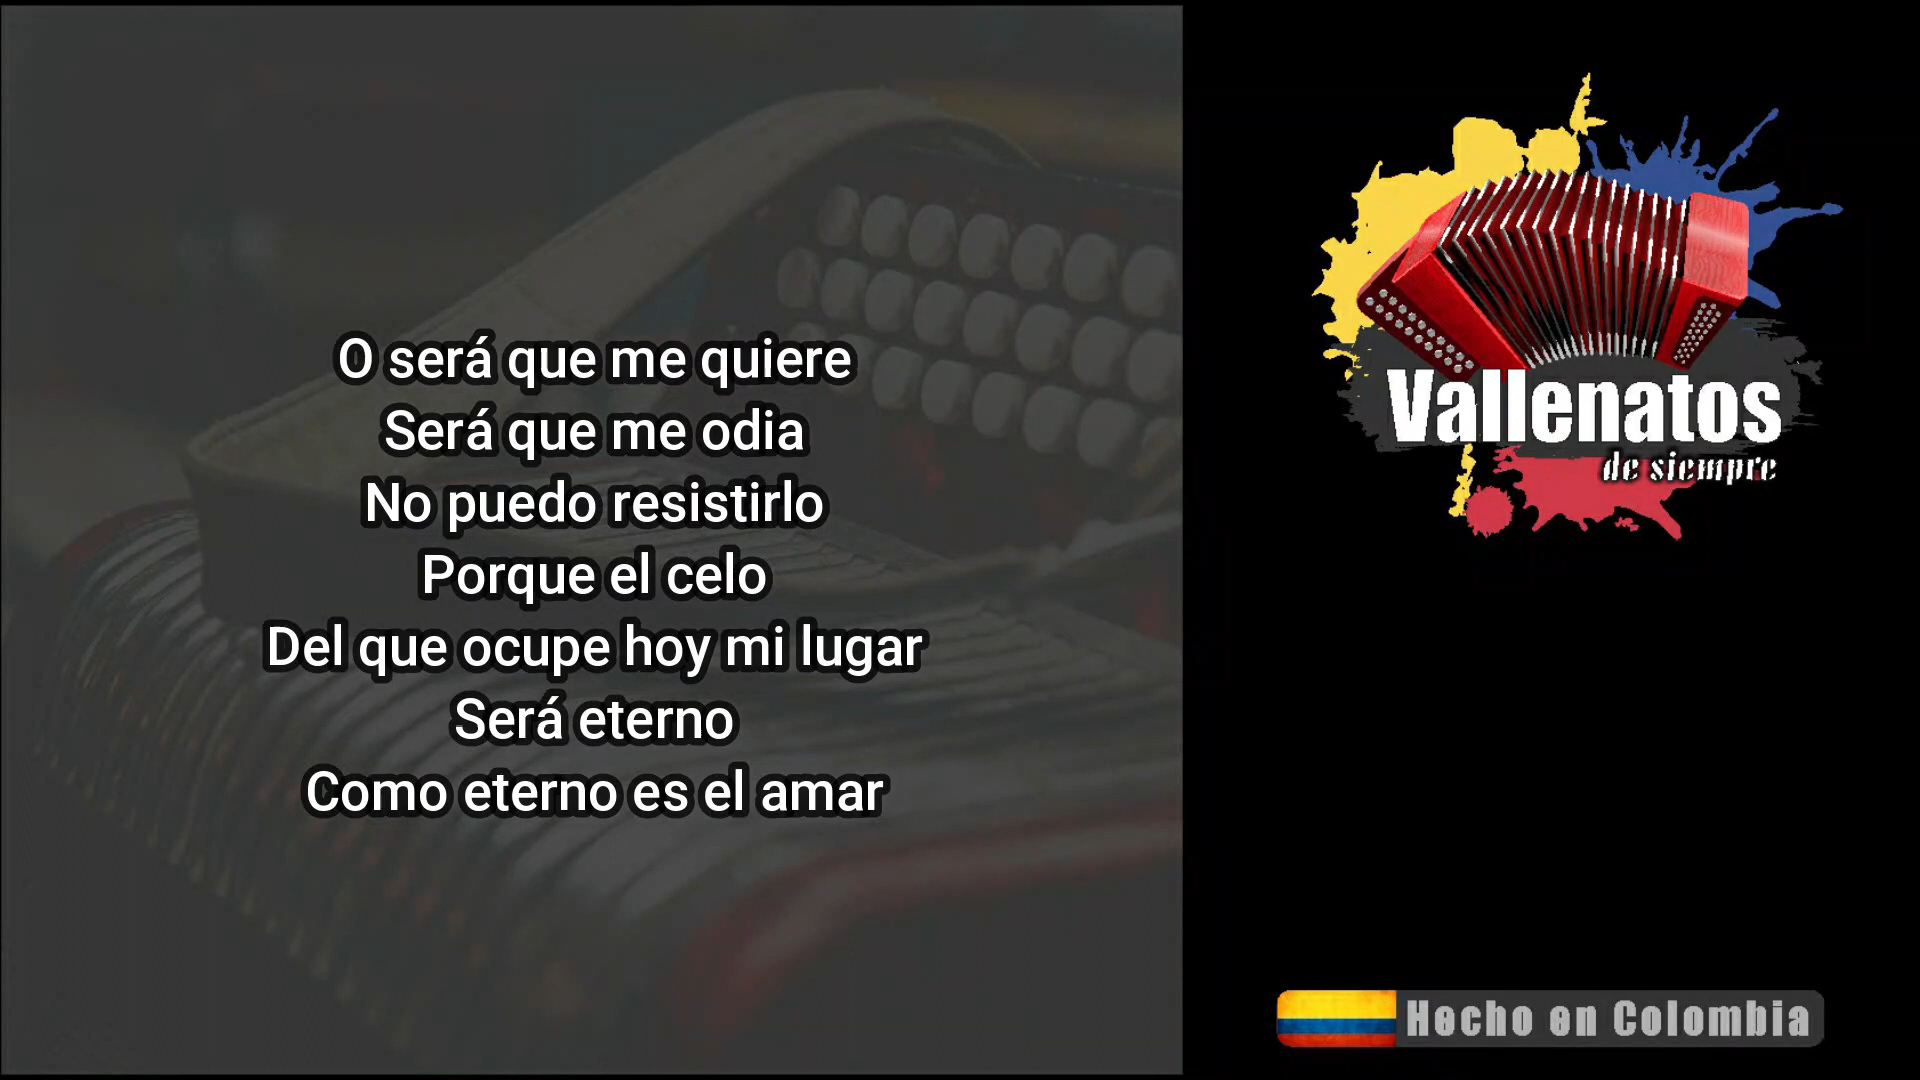 O será que me quiere
Será que me odia
No puedo resistirlo
Porque el celo
Del que ocupe hoy mi lugar
Será eterno
Como eterno es el amar
Vallenatos
de siempre
Hecho en Colombia